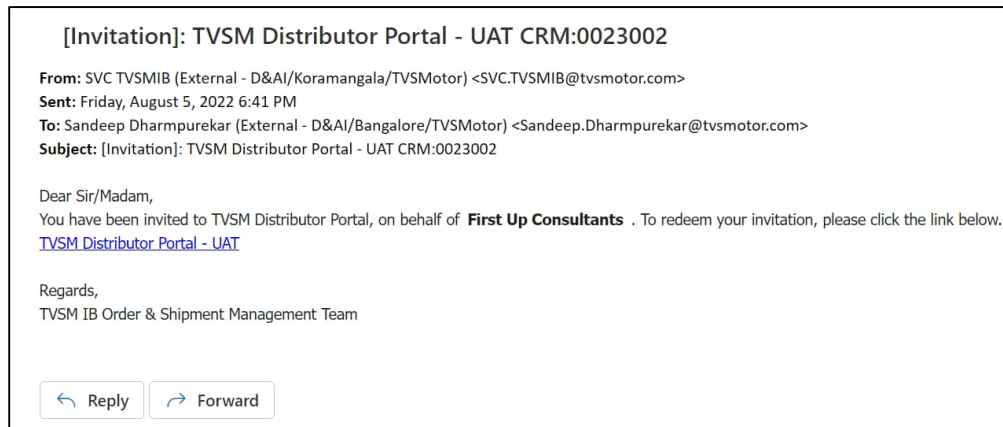 [Invitation]: TVSM Distributor Portal - UAT CRM:0023002
From: SVC TVSMIB (External - D&AI/Koramangala/TVSMotor) <SVC.TVSMIB@tvsmotor.com>
Sent: Friday, August 5, 2022 6:41 PM
To: Sandeep Dharmpurekar (External - D&AI/Bangalore/TVSMotor) <Sandeep.Dharmpurekar@tvsmotor.com>
Subject: [Invitation]: TVSM Distributor Portal - UAT CRM:0023002
Dear Sir/Madam,
You have been invited to TVSM Distributor Portal, on behalf of First Up Consultants . To redeem your invitation, please click the link below.
TVSM Distributor Portal - UAT
Regards,
TVSM IB Order & Shipment Management Team
Reply Forward